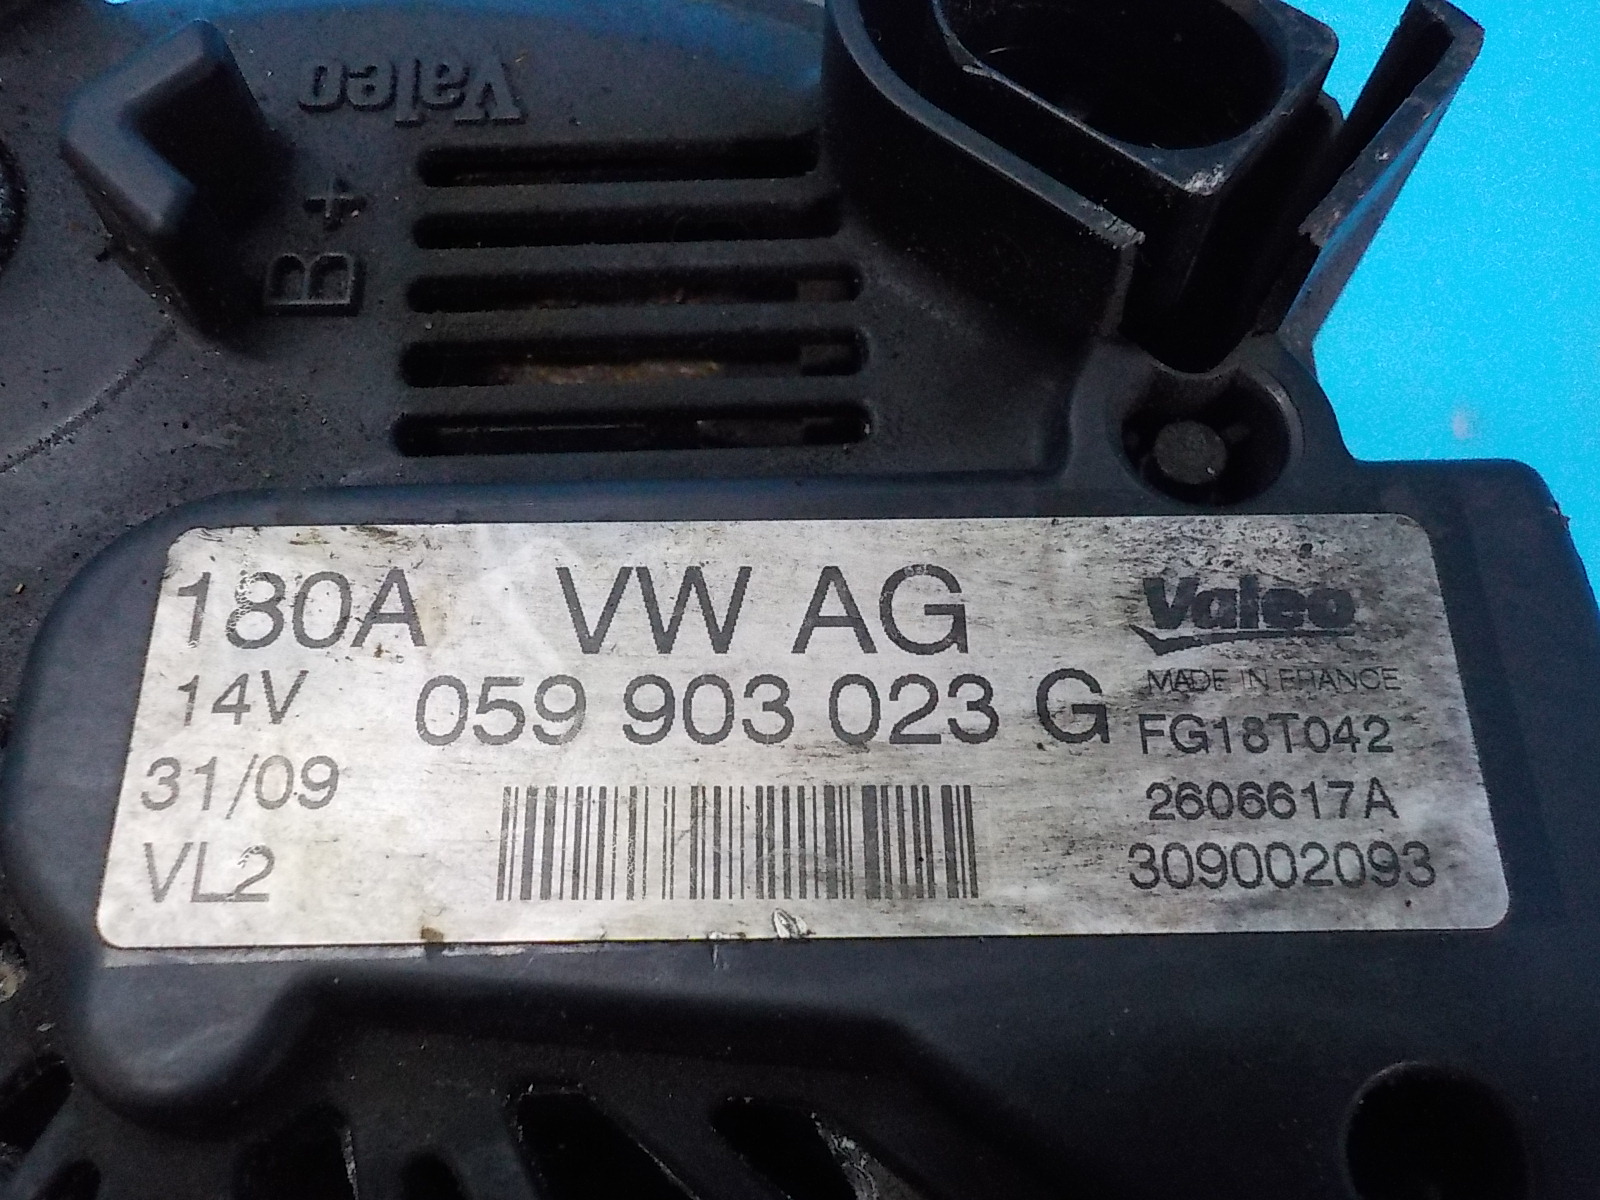 Valeo
B+
180A VW AG Valeo
14V 059 903 023 G MADE IN FRANCE
31/09 FG18T042
VL2 2606617A
309002093